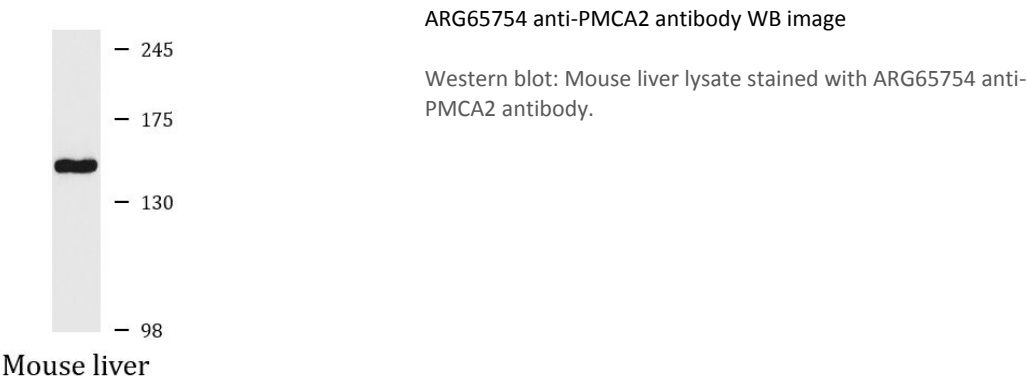 ARG65754 anti-PMCA2 antibody WB image
Western blot: Mouse liver lysate stained with ARG65754 anti-
PMCA2 antibody.
– 245
– 175
– 130
– 98
Mouse liver